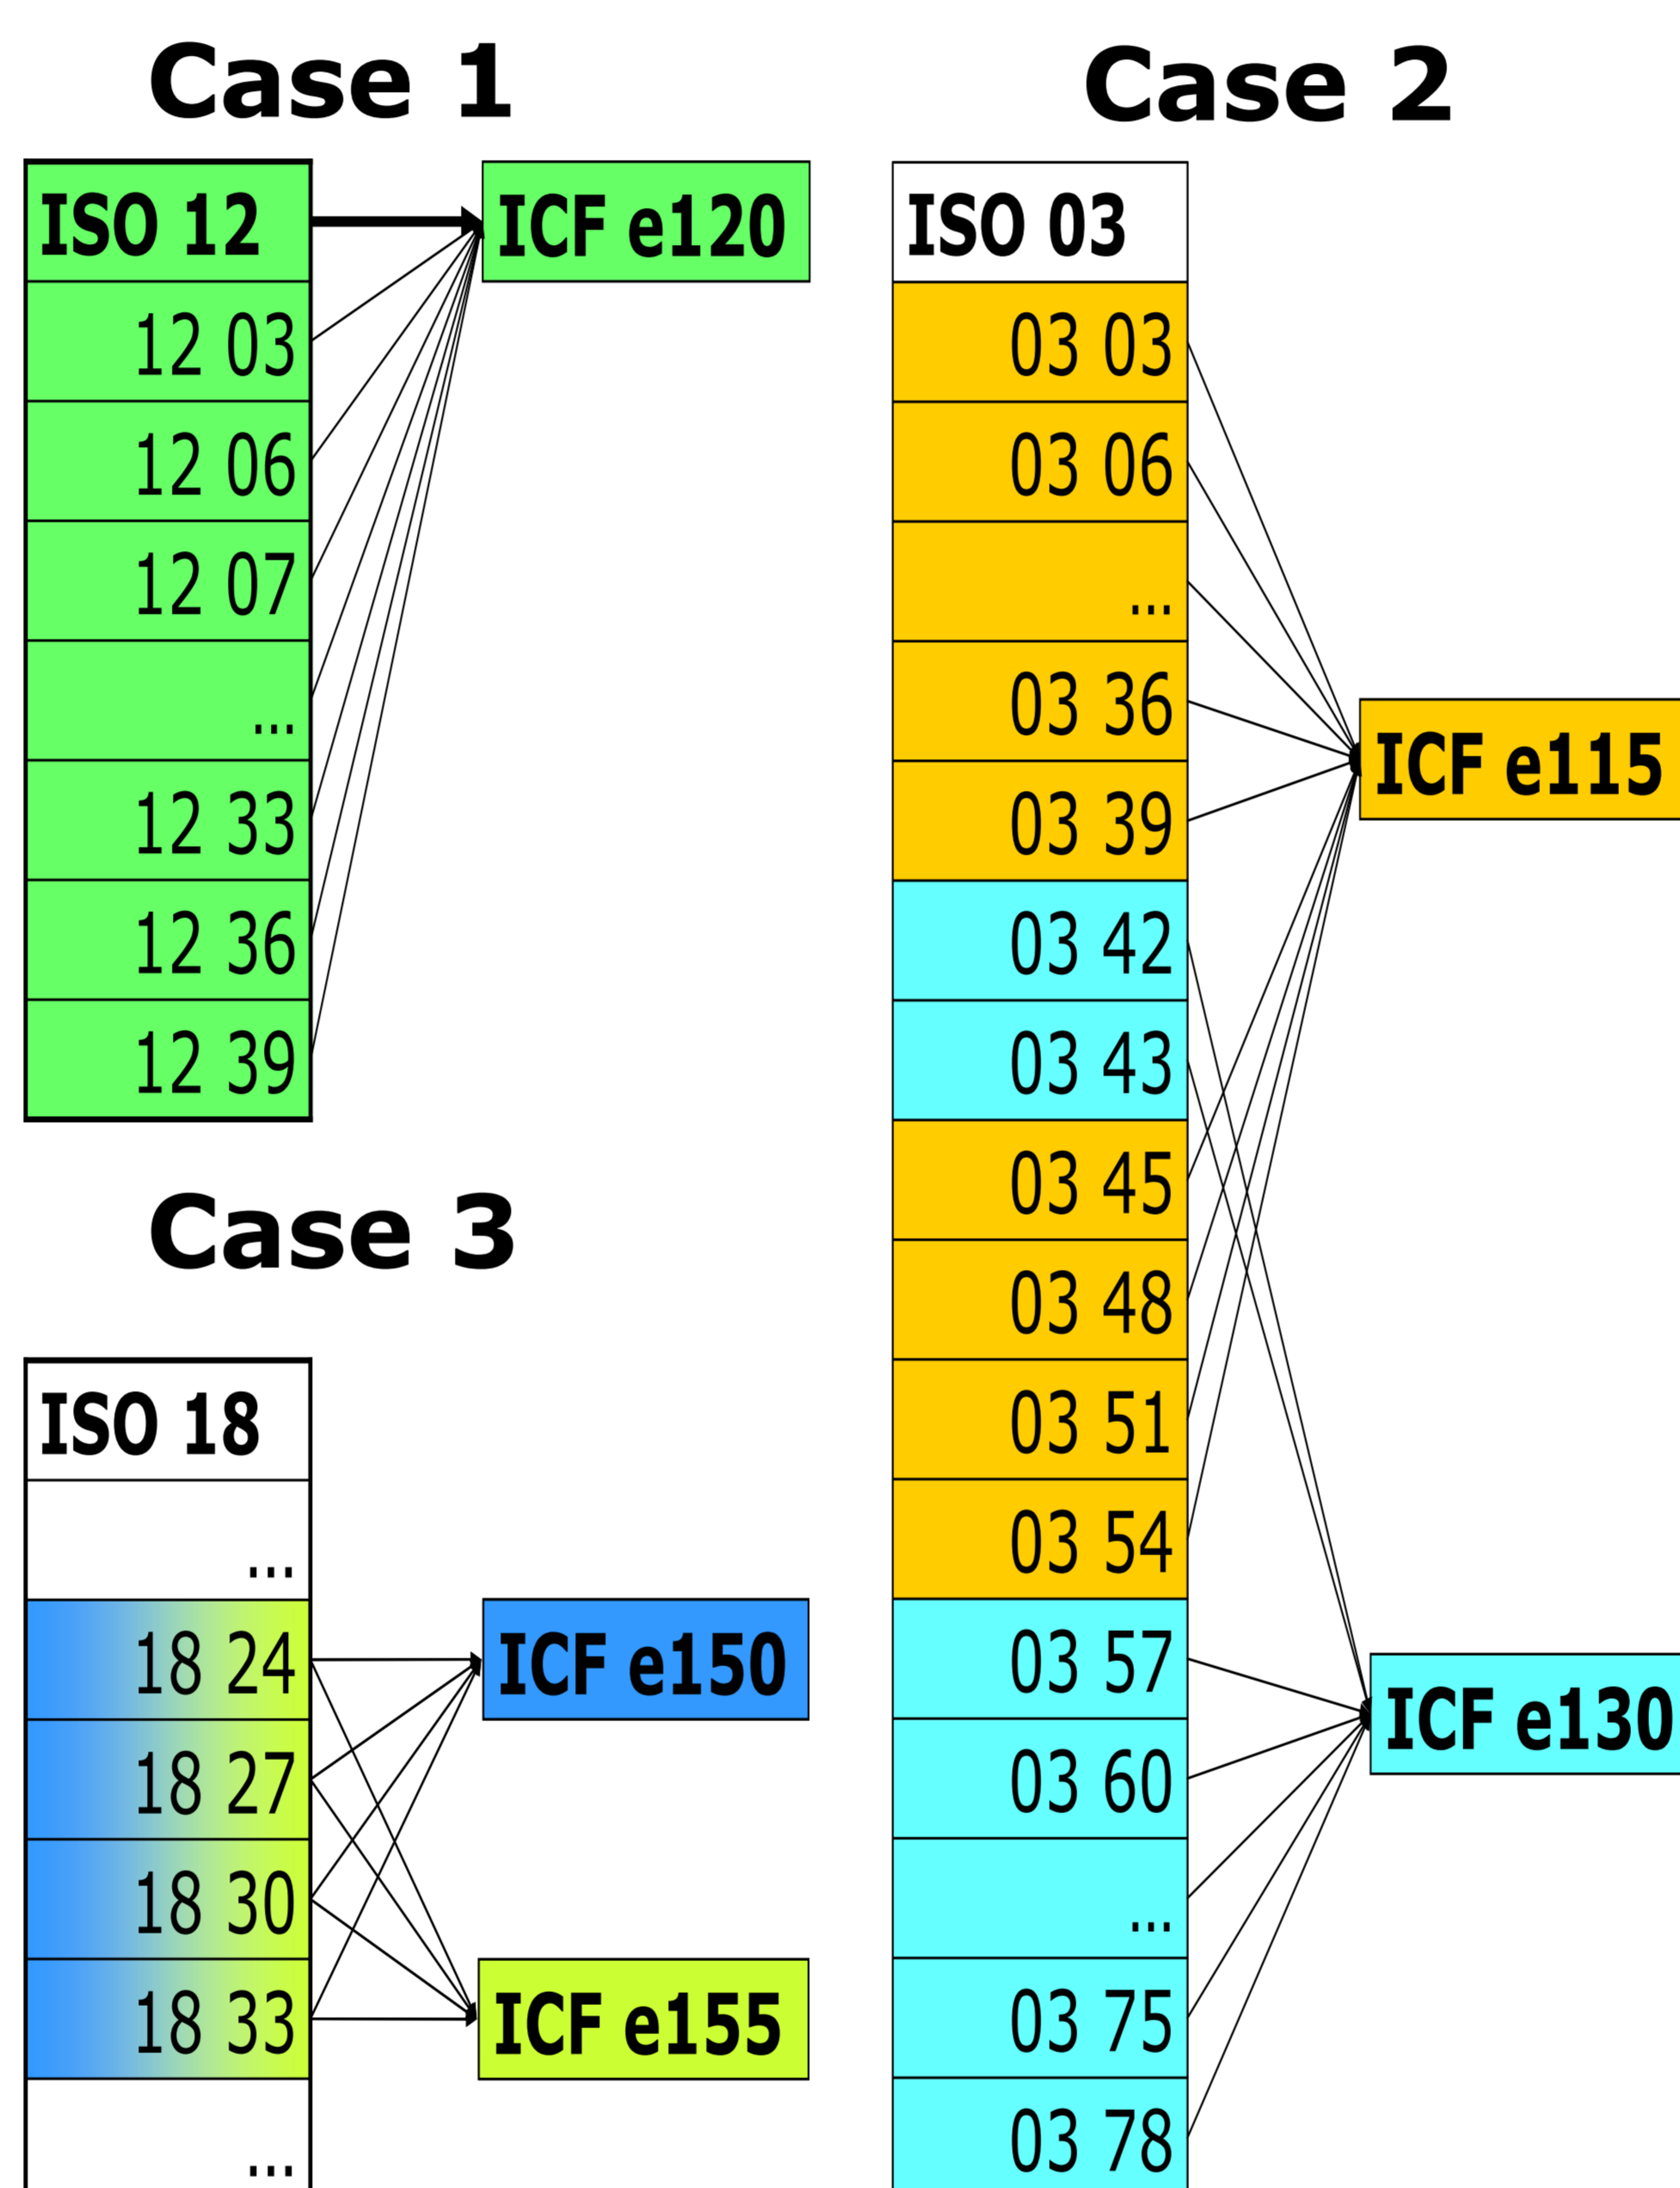 Case 1
ISO 12
ICF e120
12 03
12 06
12 07
...
12 33
12 36
12 39
Case 3
ISO 18
...
18 24
18 27
18 30
18 33
...
ICF e150
ICF e155
Case 2
ISO 03
03 03
03 06
...
03 36
03 39
03 42
03 43
03 45
03 48
03 51
03 54
03 57
03 60
...
03 75
03 78
ICF e115
ICF e130